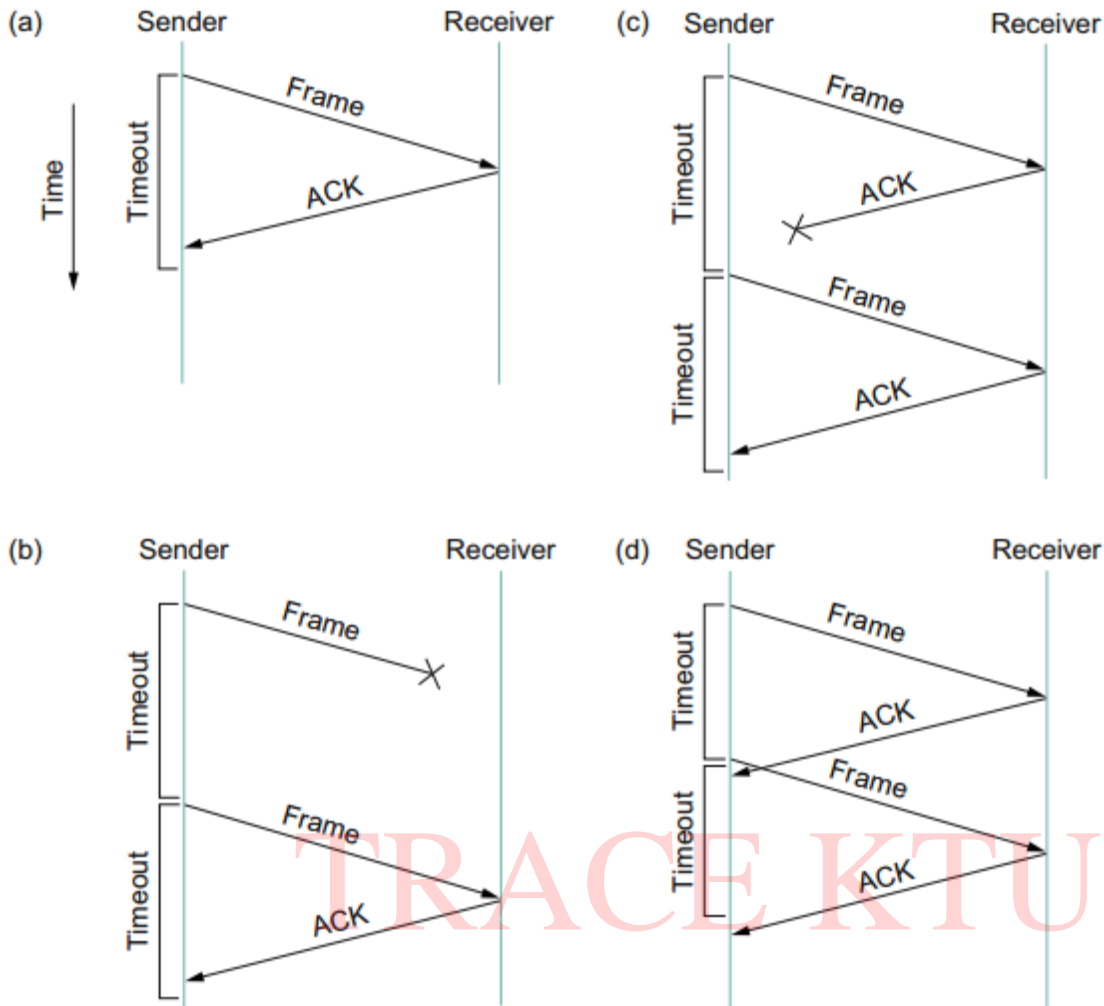 (a)
Sender Receiver
Time
Timeout
Frame
ACK
(b)
Sender Receiver
Timeout
Frame
Timeout
Frame
ACK
(c)
Sender Receiver
Timeout
Frame
ACK
Timeout
Frame
ACK
(d)
Sender Receiver
Timeout
Frame
ACK
Timeout
Frame
ACK
TRACE KTU